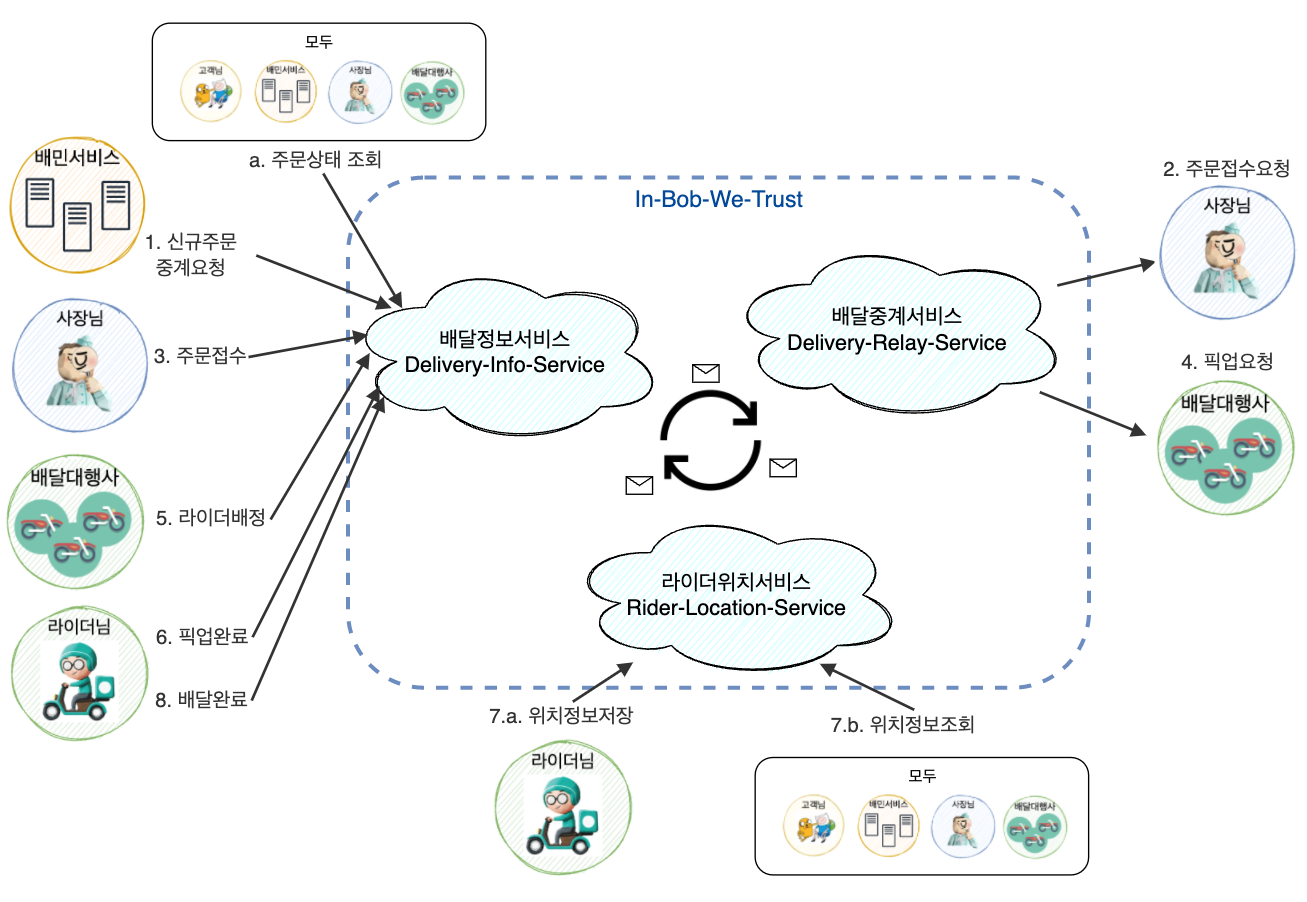 모두
고객님
배민서비스
사장님
배달대행사
a. 주문상태 조회
배민서비스
1. 신규주문
중계요청
사장님
3. 주문접수
배달대행사
5. 라이더배정
라이더님
6. 픽업완료
8. 배달완료
In-Bob-We-Trust
배달정보서비스
Delivery-Info-Service
배달중계서비스
Delivery-Relay-Service
라이더위치서비스
Rider-Location-Service
2. 주문접수요청
사장님
4. 픽업요청
배달대행사
7.a. 위치정보저장
라이더님
7.b. 위치정보조회
모두
고객님
배민서비스
사장님
배달대행사